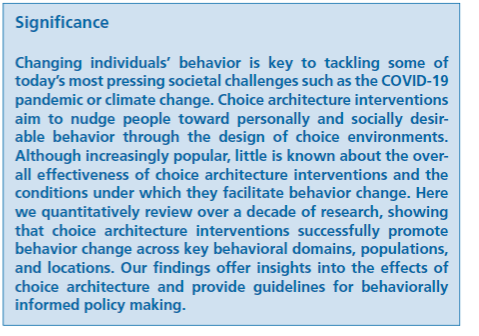 Significance
Changing individuals' behavior is key to tackling some of
today's most pressing societal challenges such as the COVID-19
pandemic or climate change. Choice architecture interventions
aim to nudge people toward personally and socially desir-
able behavior through the design of choice environments.
Although increasingly popular, little is known about the over-
all effectiveness of choice architecture interventions and the
conditions under which they facilitate behavior change. Here
we quantitatively review over a decade of research, showing
that choice architecture interventions successfully promote
behavior change across key behavioral domains, populations,
and locations. Our findings offer insights into the effects of
choice architecture and provide guidelines for behaviorally
informed policy making.